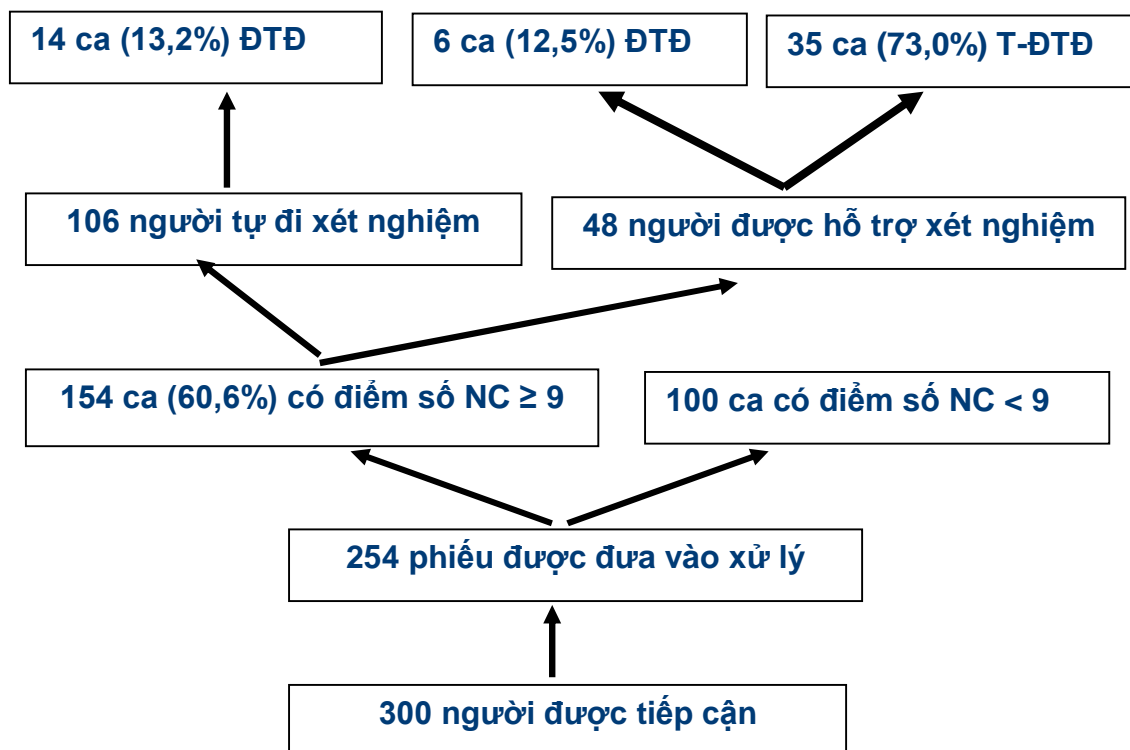 14 ca (13,2%) ĐTĐ
6 ca (12,5%) ĐTĐ
35 ca (73,0%) T-ĐTĐ
106 người tự đi xét nghiệm
48 người được hỗ trợ xét nghiệm
154 ca (60,6%) có điểm số NC ≥ 9
100 ca có điểm số NC < 9
254 phiếu được đưa vào xử lý
300 người được tiếp cận